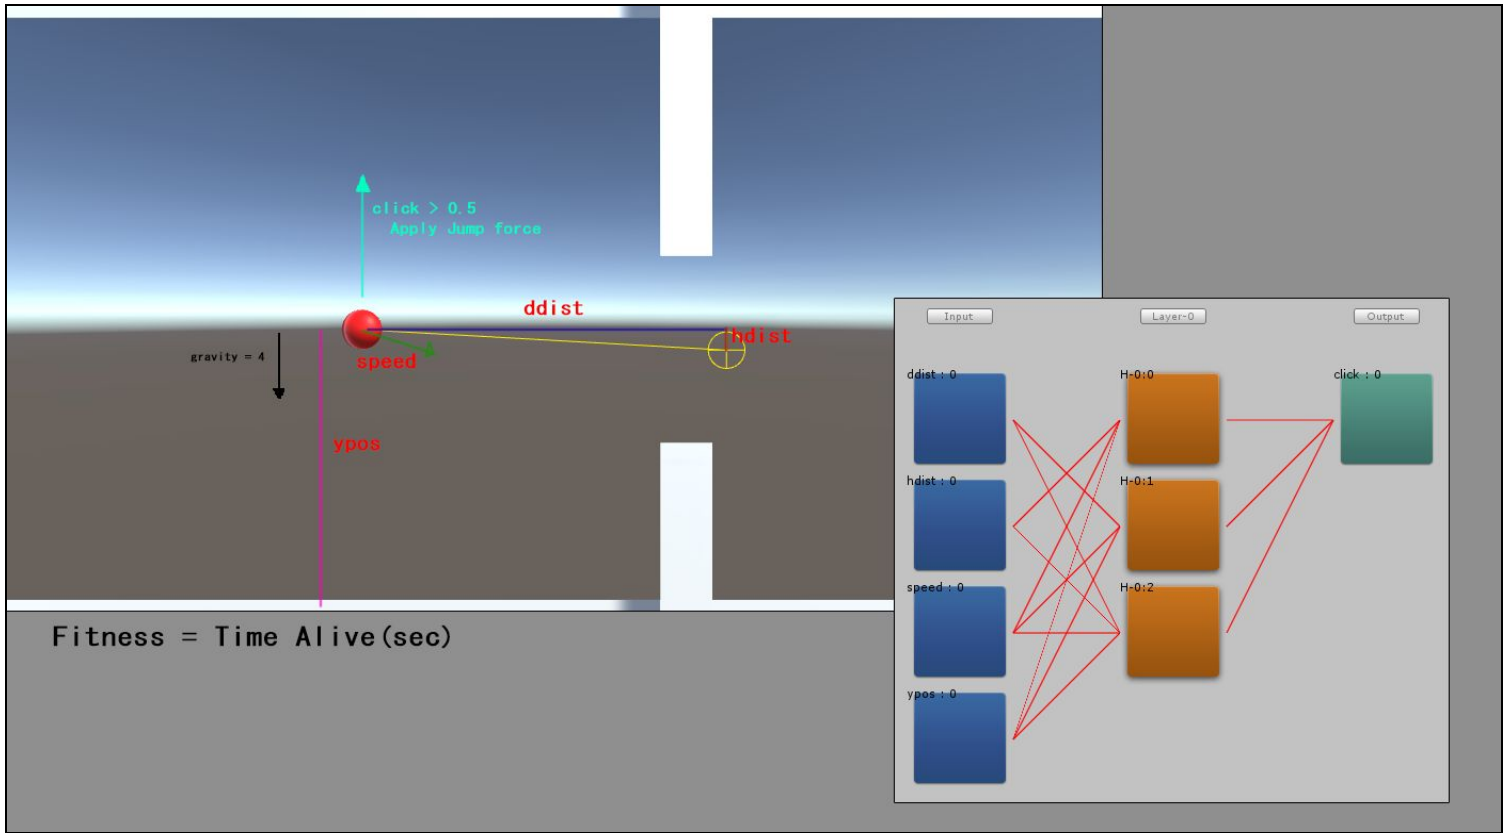 click > 0.5
Apply Jump force
ddist
hdist
speed
gravity = 4
ypos
Fitness = Time Alive(sec)
Input
Layer-0
Output
ddist : 0
H-0:0
click : 0
hdist : 0
H-0:1
speed : 0
H-0:2
ypos : 0